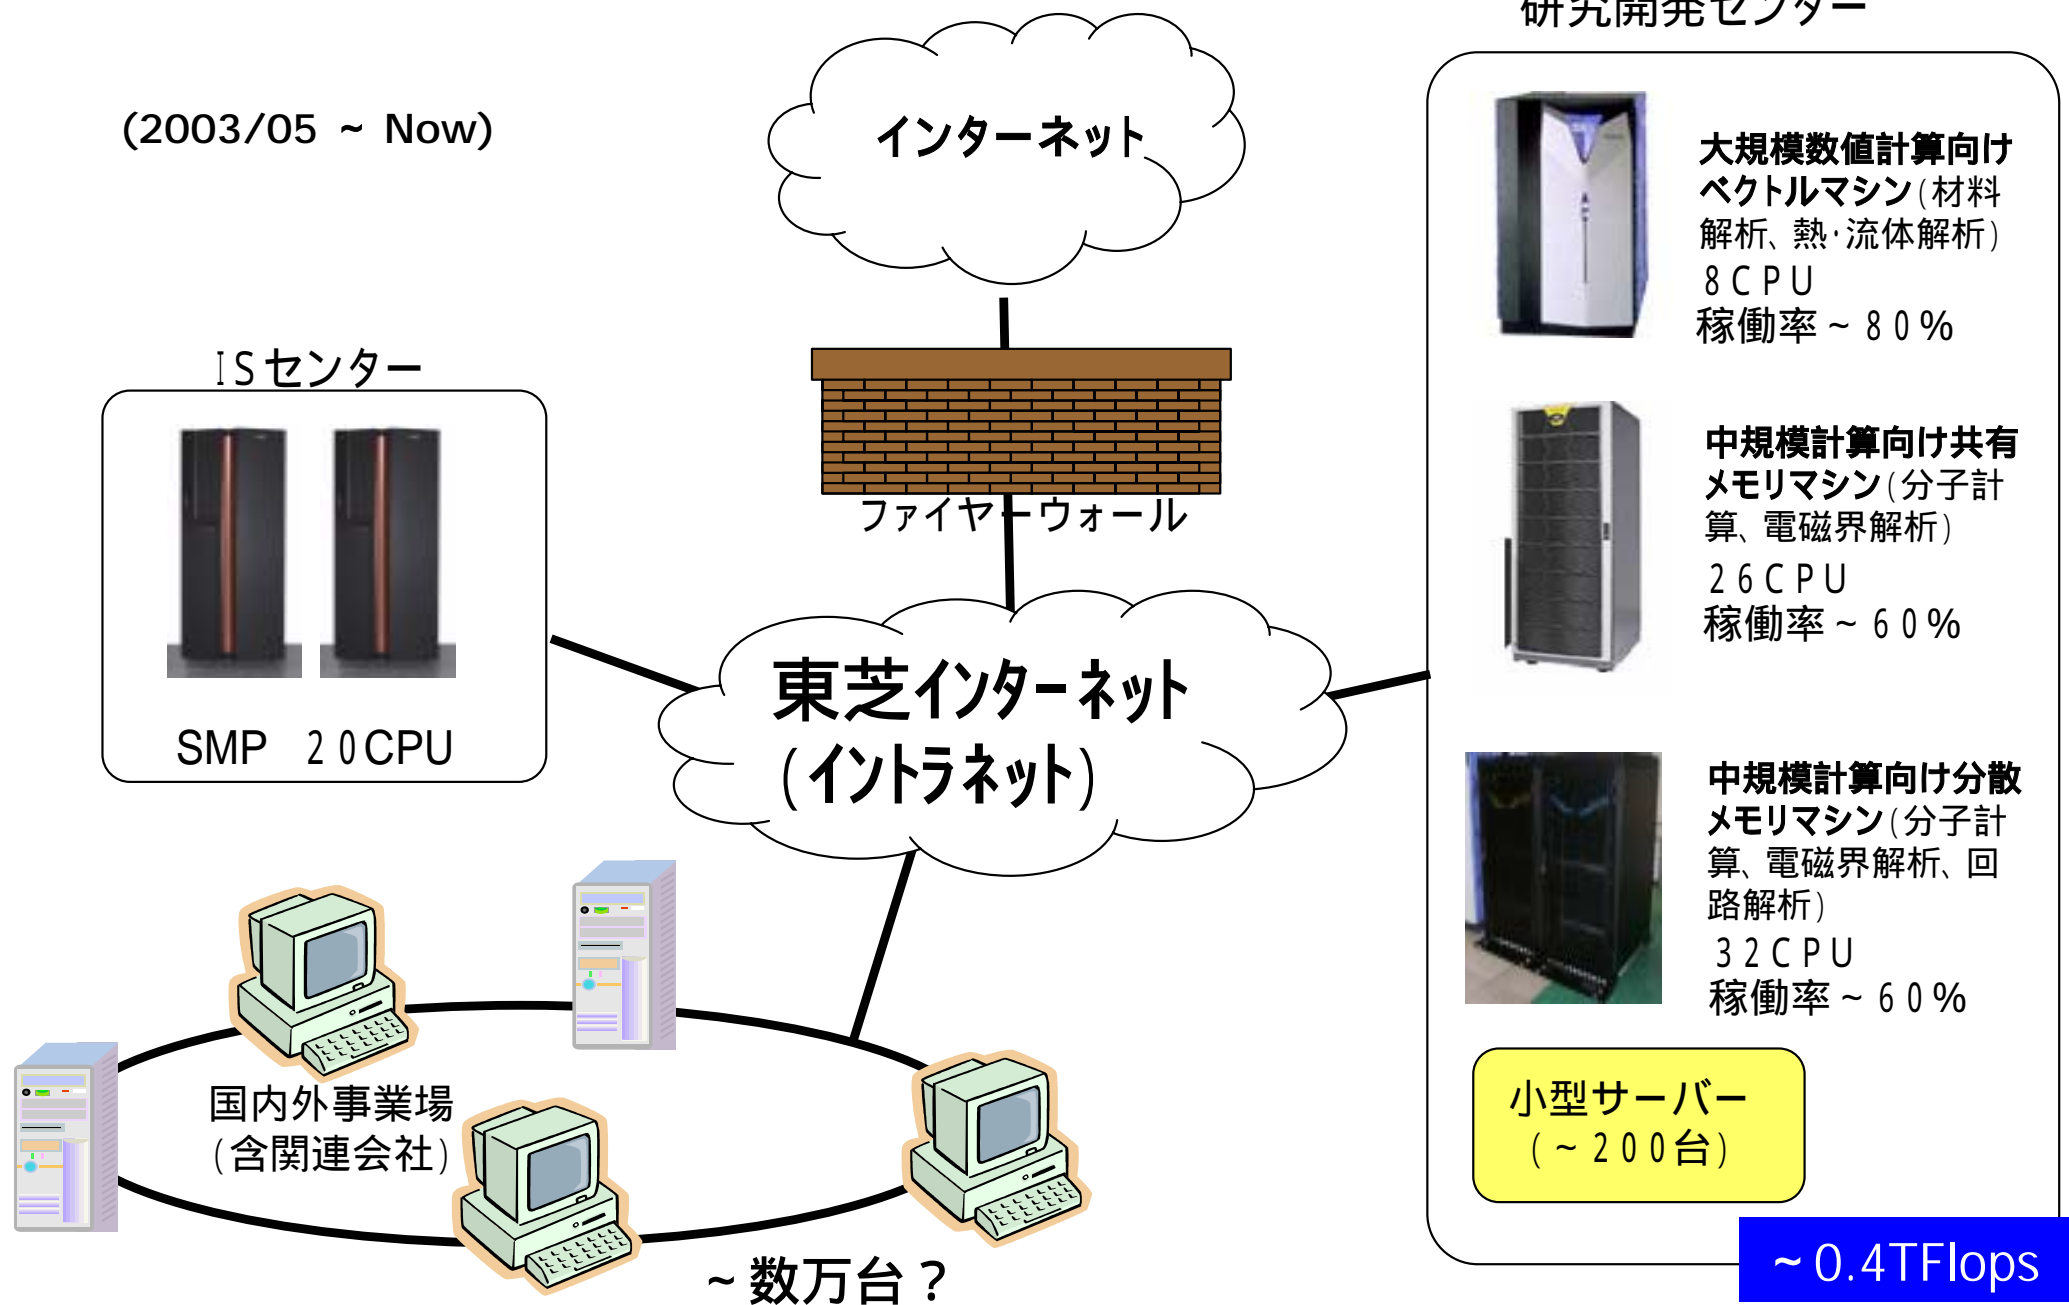 研究開発センター
(2003/05 ~ Now)
インターネット
大規模数値計算向け
ベクトルマシン(材料
解析、熱・流体解析)
８ＣＰＵ
稼働率～８０%
ISセンター
SMP ２０CPU
ファイヤーウォール
中規模計算向け共有
メモリマシン(分子計
算、電磁界解析)
２６ＣＰＵ
稼働率～６０%
東芝インターネット
(イントラネット)
中規模計算向け分散
メモリマシン(分子計
算、電磁界解析、回
路解析)
３２ＣＰＵ
稼働率～６０%
国内外事業場
(含関連会社)
～数万台？
小型サーバー
(～２００台)
～0.4TFlops